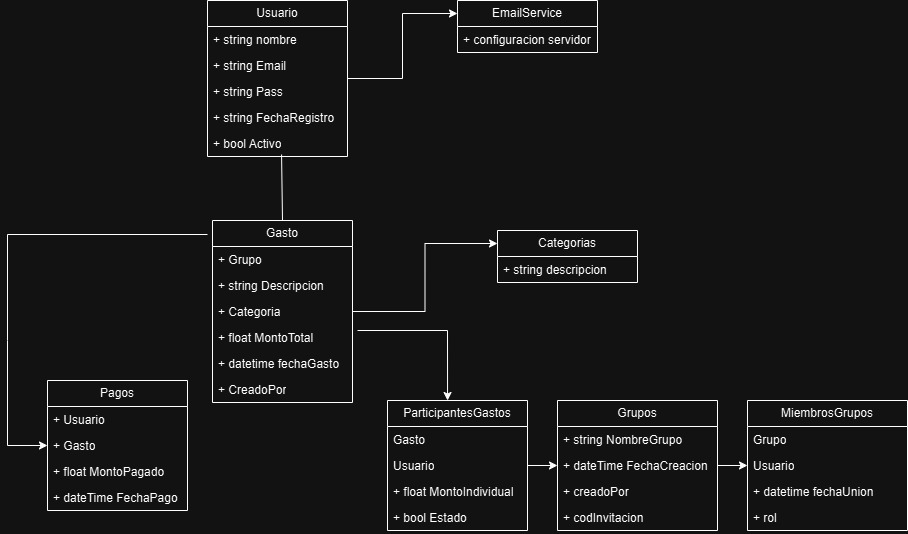 Usuario
+ string nombre
+ string Email
+ string Pass
+ string FechaRegistro
+ bool Activo
EmailService
+ configuracion servidor
Gasto
+ Grupo
+ string Descripcion
+ Categoria
+ float MontoTotal
+ datetime fechaGasto
+ CreadoPor
Categorias
+ string descripcion
Pagos
+ Usuario
+ Gasto
+ float MontoPagado
+ dateTime FechaPago
ParticipantesGastos
Gasto
Usuario
+ float MontoIndividual
+ bool Estado
Grupos
+ string NombreGrupo
+ dateTime FechaCreacion
+ creadoPor
+ codInvitacion
MiembrosGrupos
Grupo
Usuario
+ datetime fechaUnion
+ rol